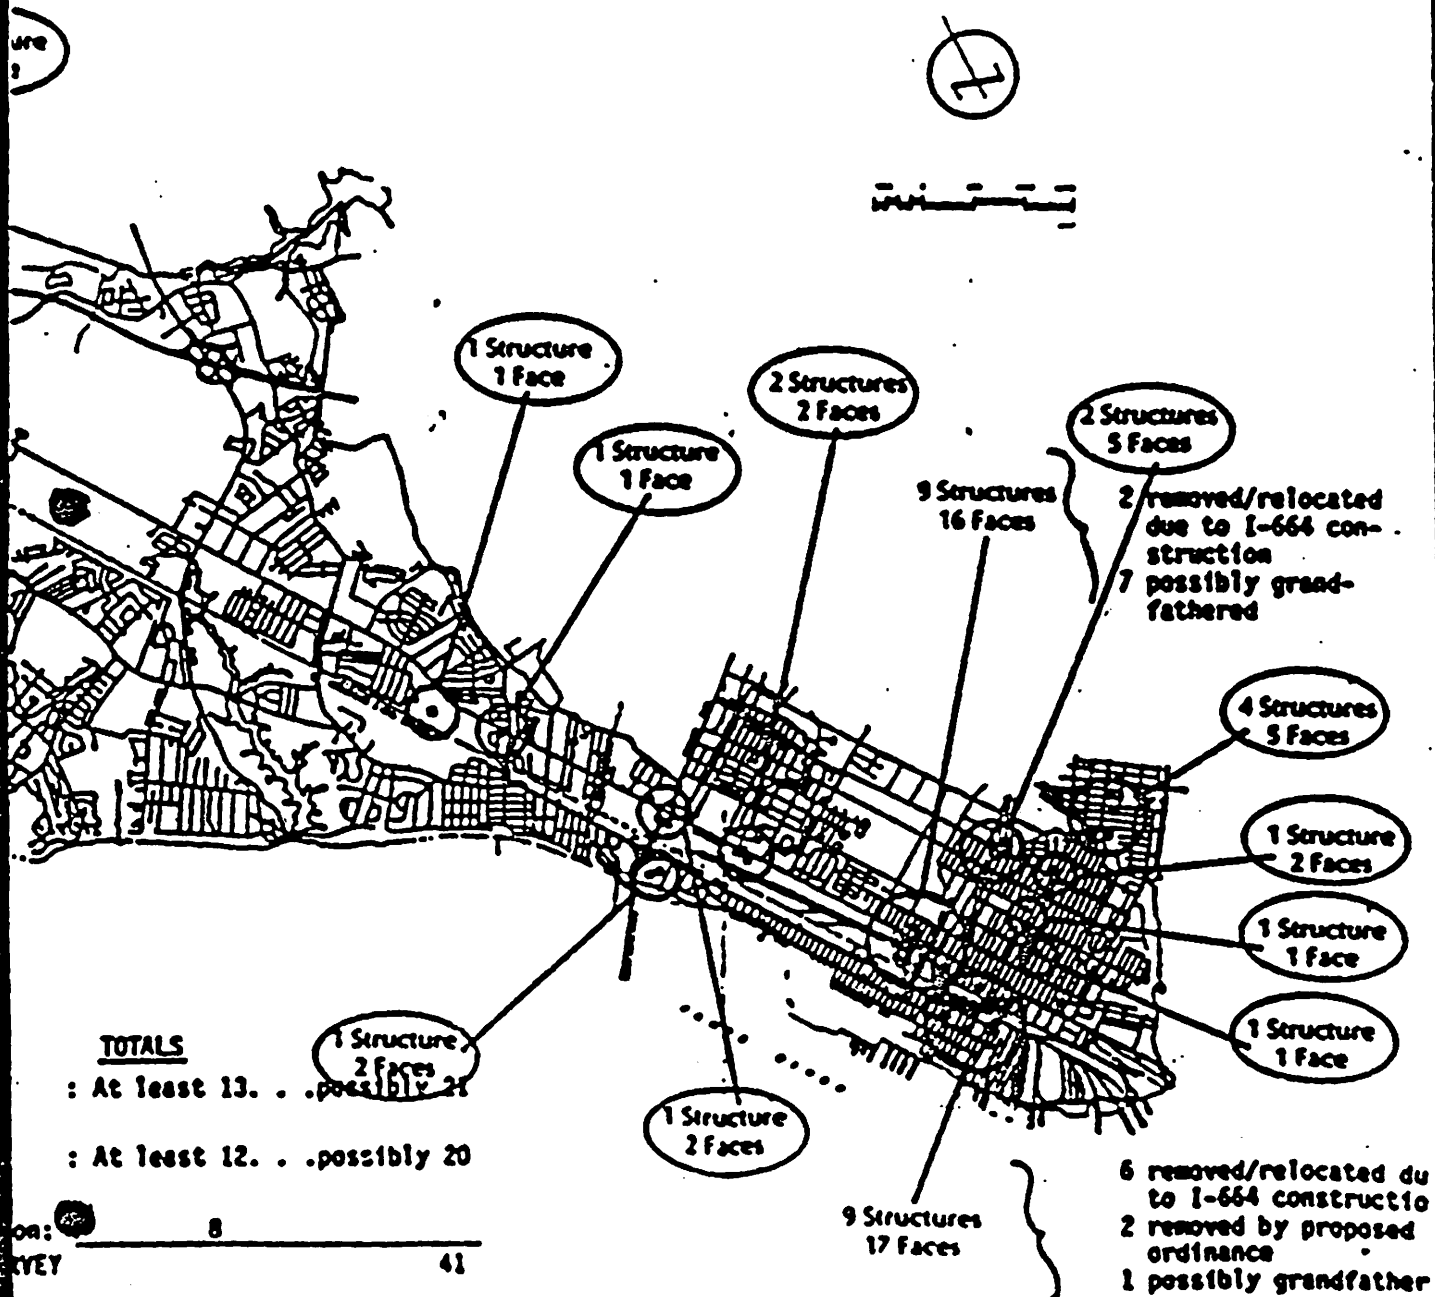 1 Structure
1 Face
1 Structure
1 Face
2 Structures
2 Faces
2 Structures
5 Faces
9 Structures
16 Faces
2 removed/relocated
due to I-664 con-
struction
7 possibly grand-
fathered
4 Structures
5 Faces
1 Structure
2 Faces
1 Structure
1 Face
1 Structure
1 Face
1 Structure
2 Faces
1 Structure
2 Faces
9 Structures
17 Faces
6 removed/relocated du
to I-664 constructio
2 removed by proposed
ordinance
1 possibly grandfather
TOTALS
: At least 13. . .possibly 21
: At least 12. . .possibly 20
on: 8
RVEY 41